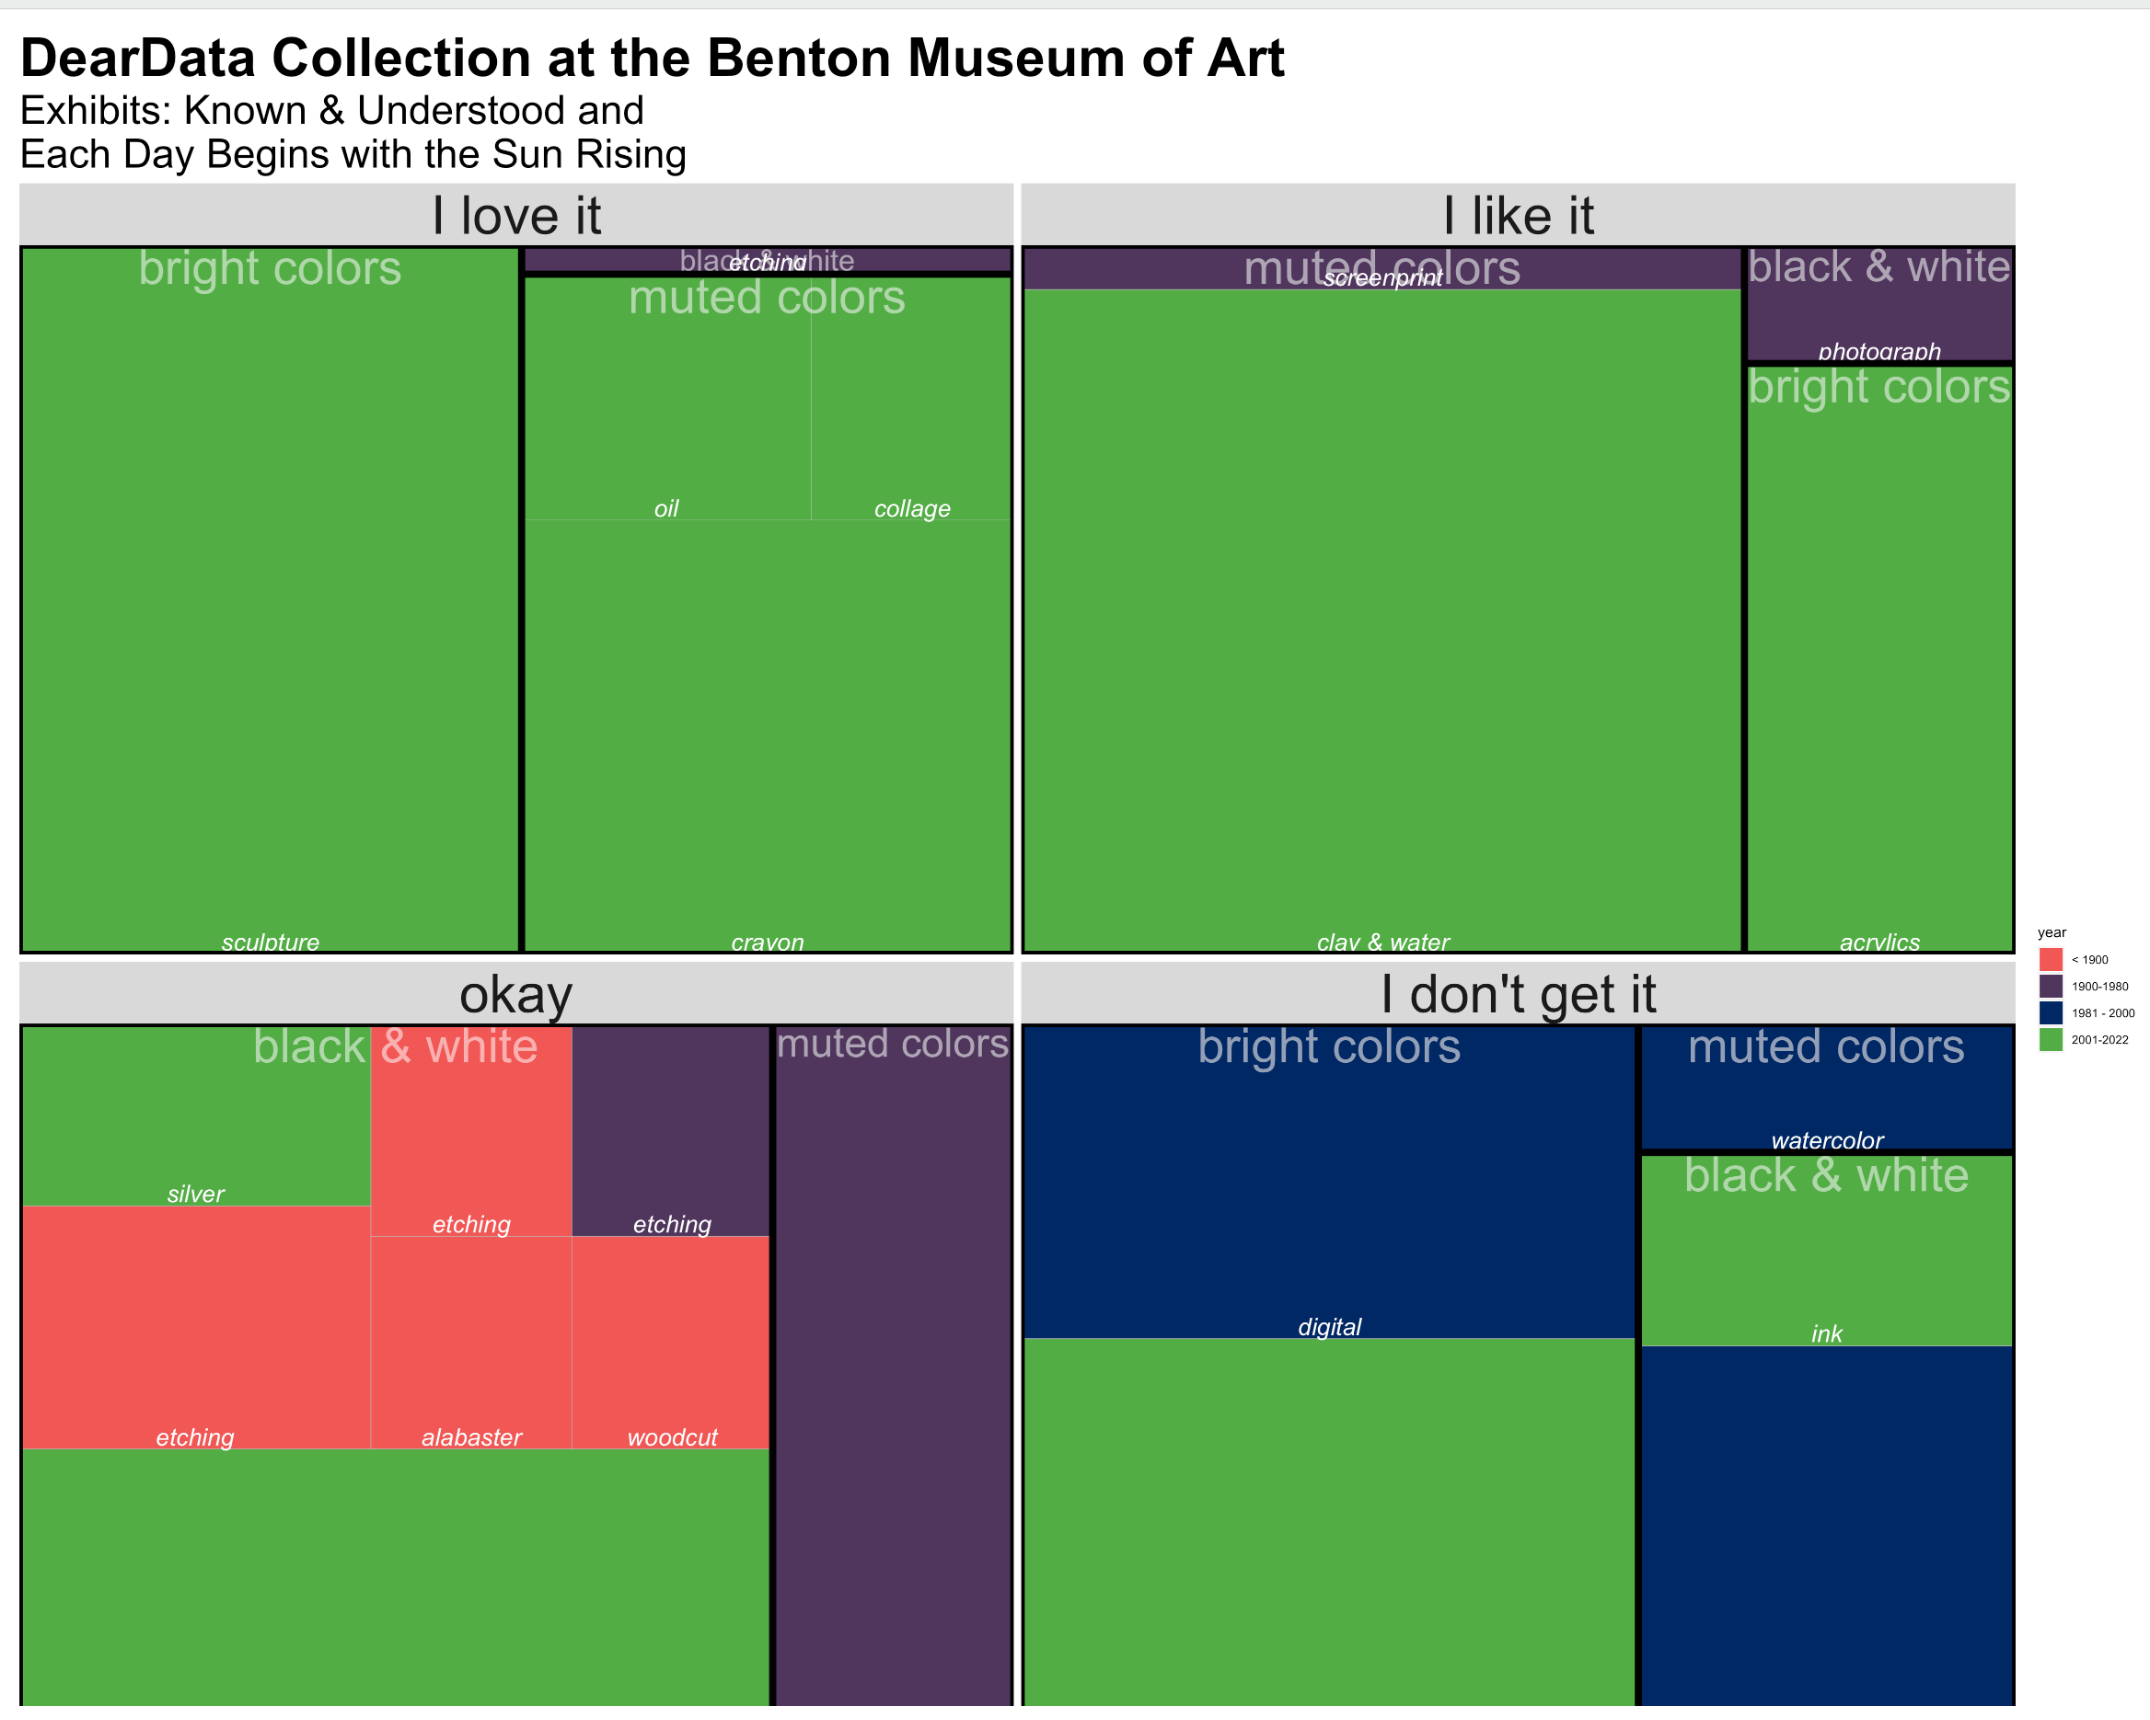 DearData Collection at the Benton Museum of Art
Exhibits: Known & Understood and
Each Day Begins with the Sun Rising
I love it
bright colors
sculpture
black & white
etching
muted colors
oil
collage
crayon
I like it
muted colors
screenprint
clay & water
black & white
photograph
bright colors
acrylics
okay
black & white
silver
etching
etching
etching
alabaster
woodcut
muted colors
I don't get it
bright colors
digital
muted colors
watercolor
black & white
ink
year
< 1900
1900-1980
1981 - 2000
2001-2022